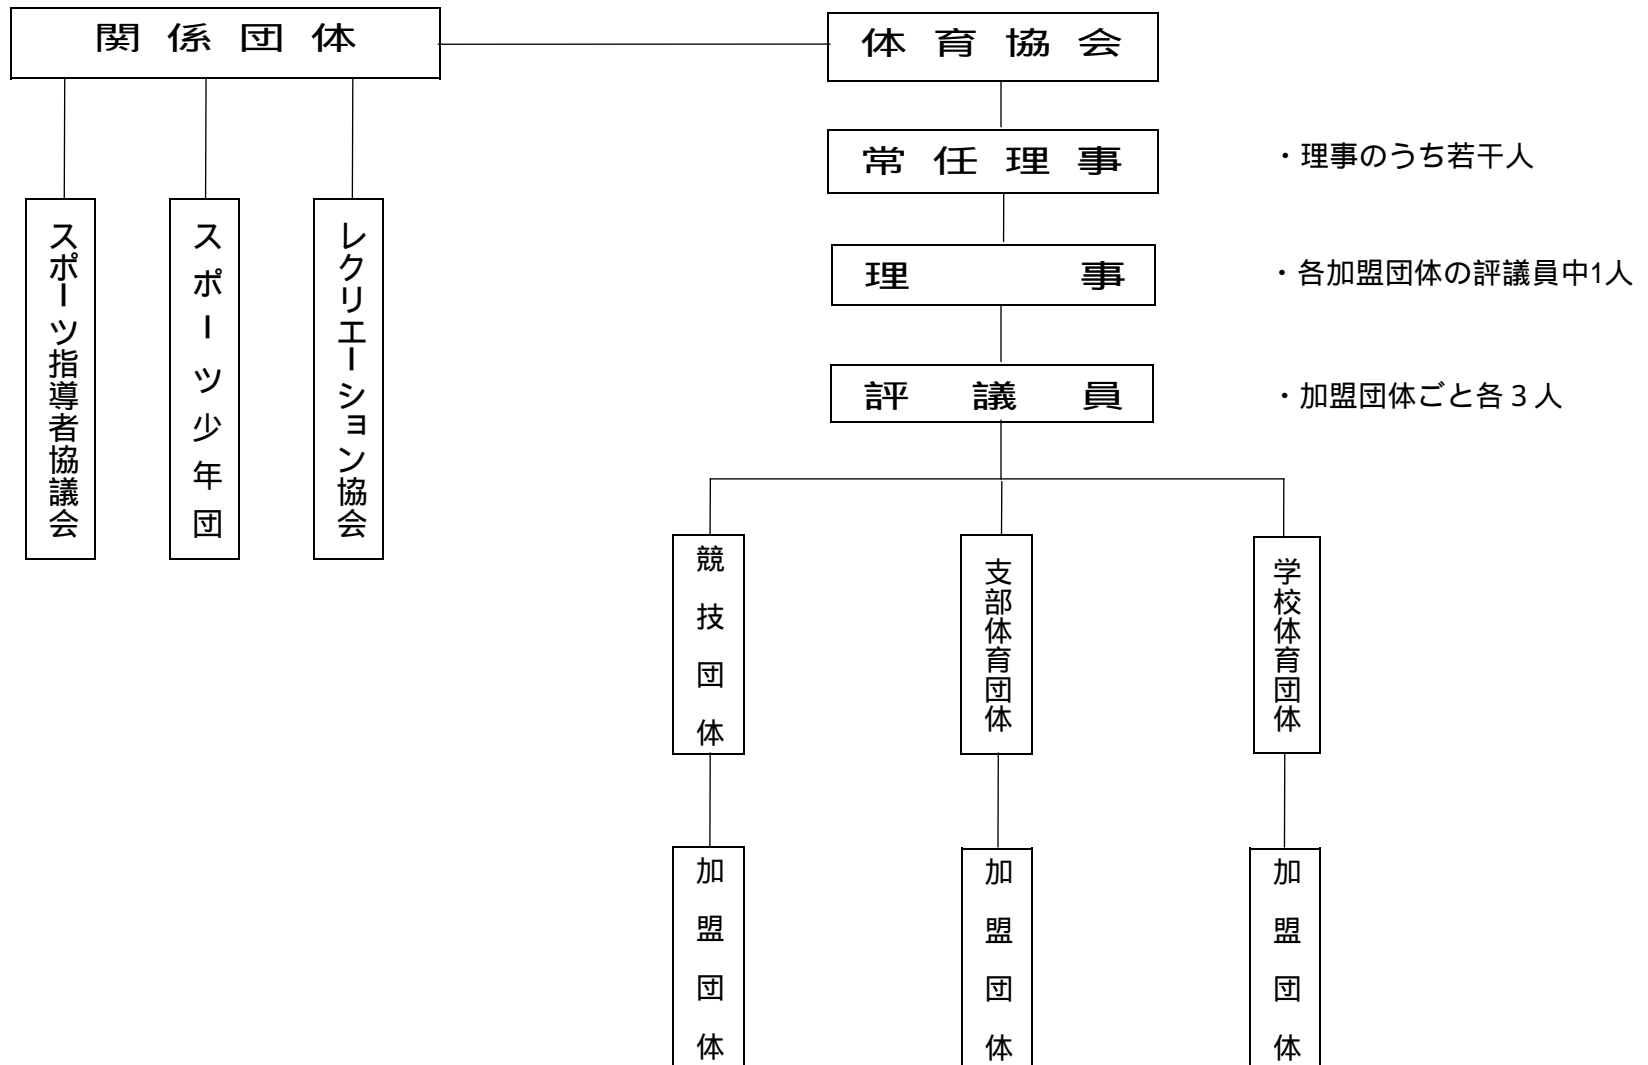 関係団体
体育協会
常任理事
・理事のうち若干人
理事
・各加盟団体の評議員中1人
評議員
・加盟団体ごと各３人
スポーツ指導者協議会
スポーツ少年団
レクリエーション協会
競技団体
支部体育団体
学校体育団体
加盟団体
加盟団体
加盟団体